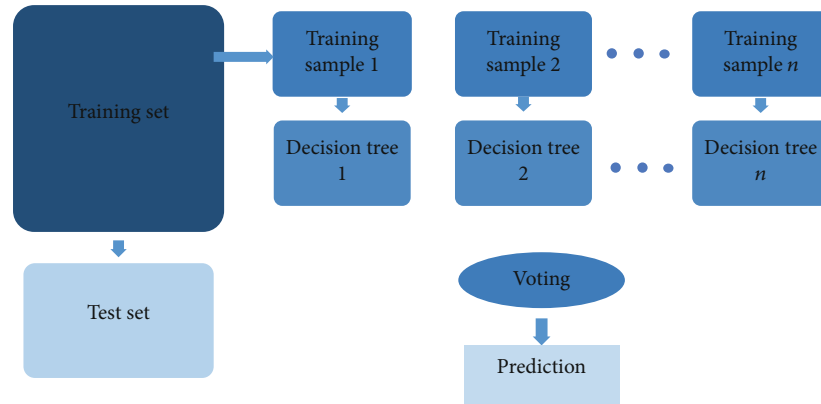 Training set
Training
sample 1
Training
sample 2
Training
sample n
Decision tree
1
Decision tree
2
Decision tree
n
Test set
Voting
Prediction